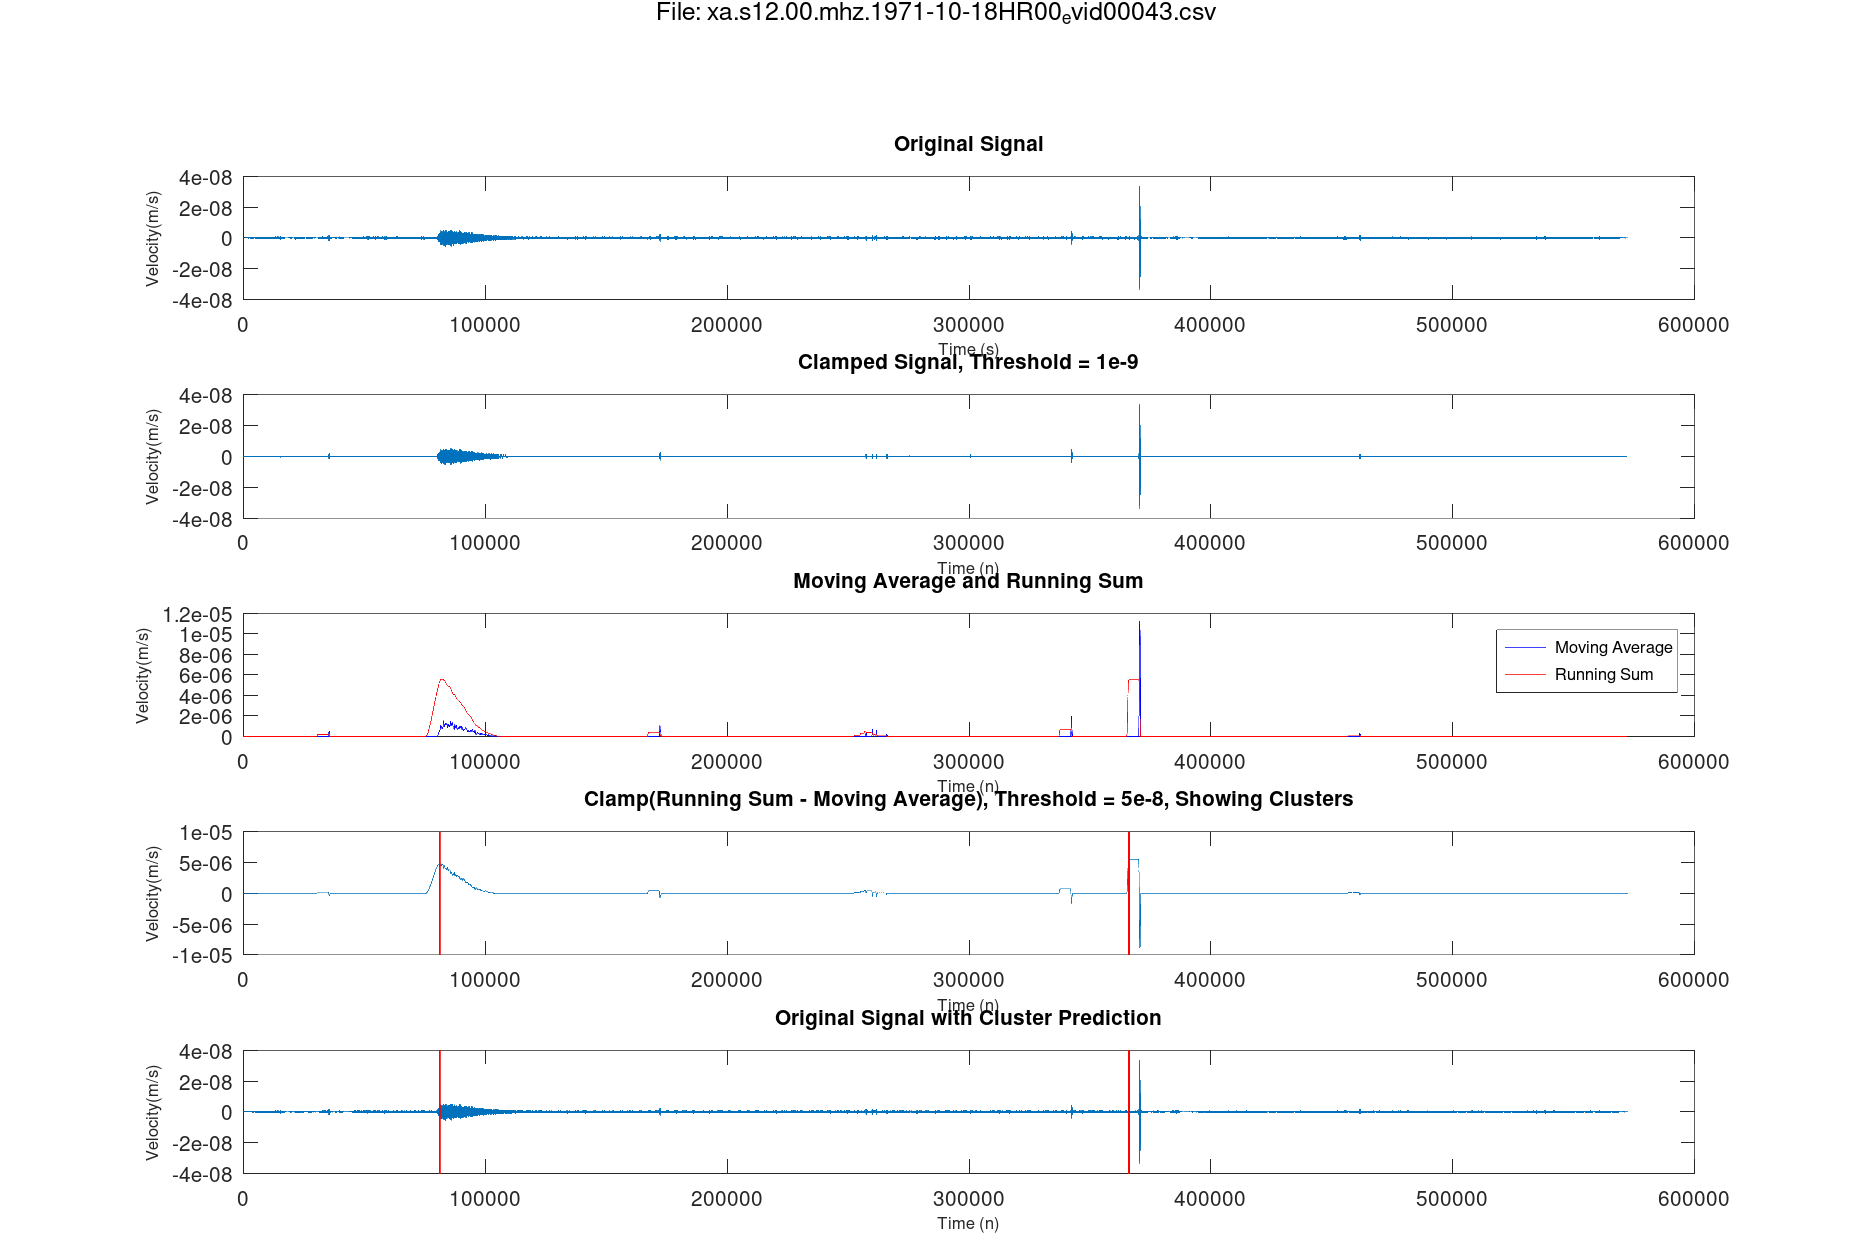 File: xa.s12.00.mhz.1971-10-18HR00evid00043.csv
Original Signal
Velocity(m/s)
4e-08
2e-08
0
-2e-08
-4e-08
0 100000 200000 300000 400000 500000 600000
Time (s)
Clamped Signal, Threshold = 1e-9
Velocity(m/s)
4e-08
2e-08
0
-2e-08
-4e-08
0 100000 200000 300000 400000 500000 600000
Time (n)
Moving Average and Running Sum
Velocity(m/s)
1.2e-05
1e-05
8e-06
6e-06
4e-06
2e-06
0
Moving Average
Running Sum
0 100000 200000 300000 400000 500000 600000
Time (n)
Clamp(Running Sum - Moving Average), Threshold = 5e-8, Showing Clusters
Velocity(m/s)
1e-05
5e-06
0
-5e-06
-1e-05
0 100000 200000 300000 400000 500000 600000
Time (n)
Original Signal with Cluster Prediction
Velocity(m/s)
4e-08
2e-08
0
-2e-08
-4e-08
0 100000 200000 300000 400000 500000 600000
Time (n)